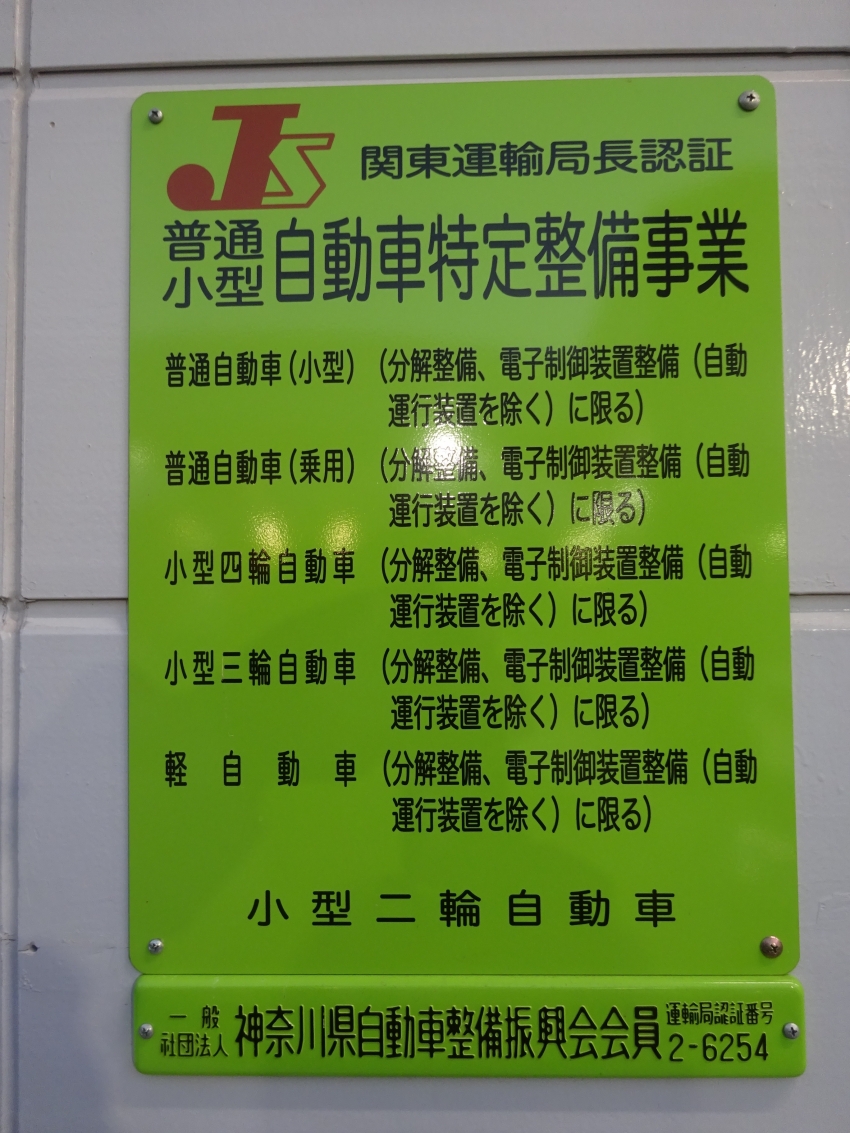 JS 関東運輸局長認証
普通
小型 自動車特定整備事業
普通自動車(小型) (分解整備、電子制御装置整備(自動
運行装置を除く)に限る)
普通自動車(乗用) (分解整備、電子制御装置整備(自動
運行装置を除く)に限る)
小型四輪自動車 (分解整備、電子制御装置整備(自動
運行装置を除く)に限る)
小型三輪自動車 (分解整備、電子制御装置整備(自動
運行装置を除く)に限る)
軽自動車 (分解整備、電子制御装置整備(自動
運行装置を除く)に限る)
小型二輪自動車
一般
社団法人 神奈川県自動車整備振興会会員 運輸局認証番号
2-6254